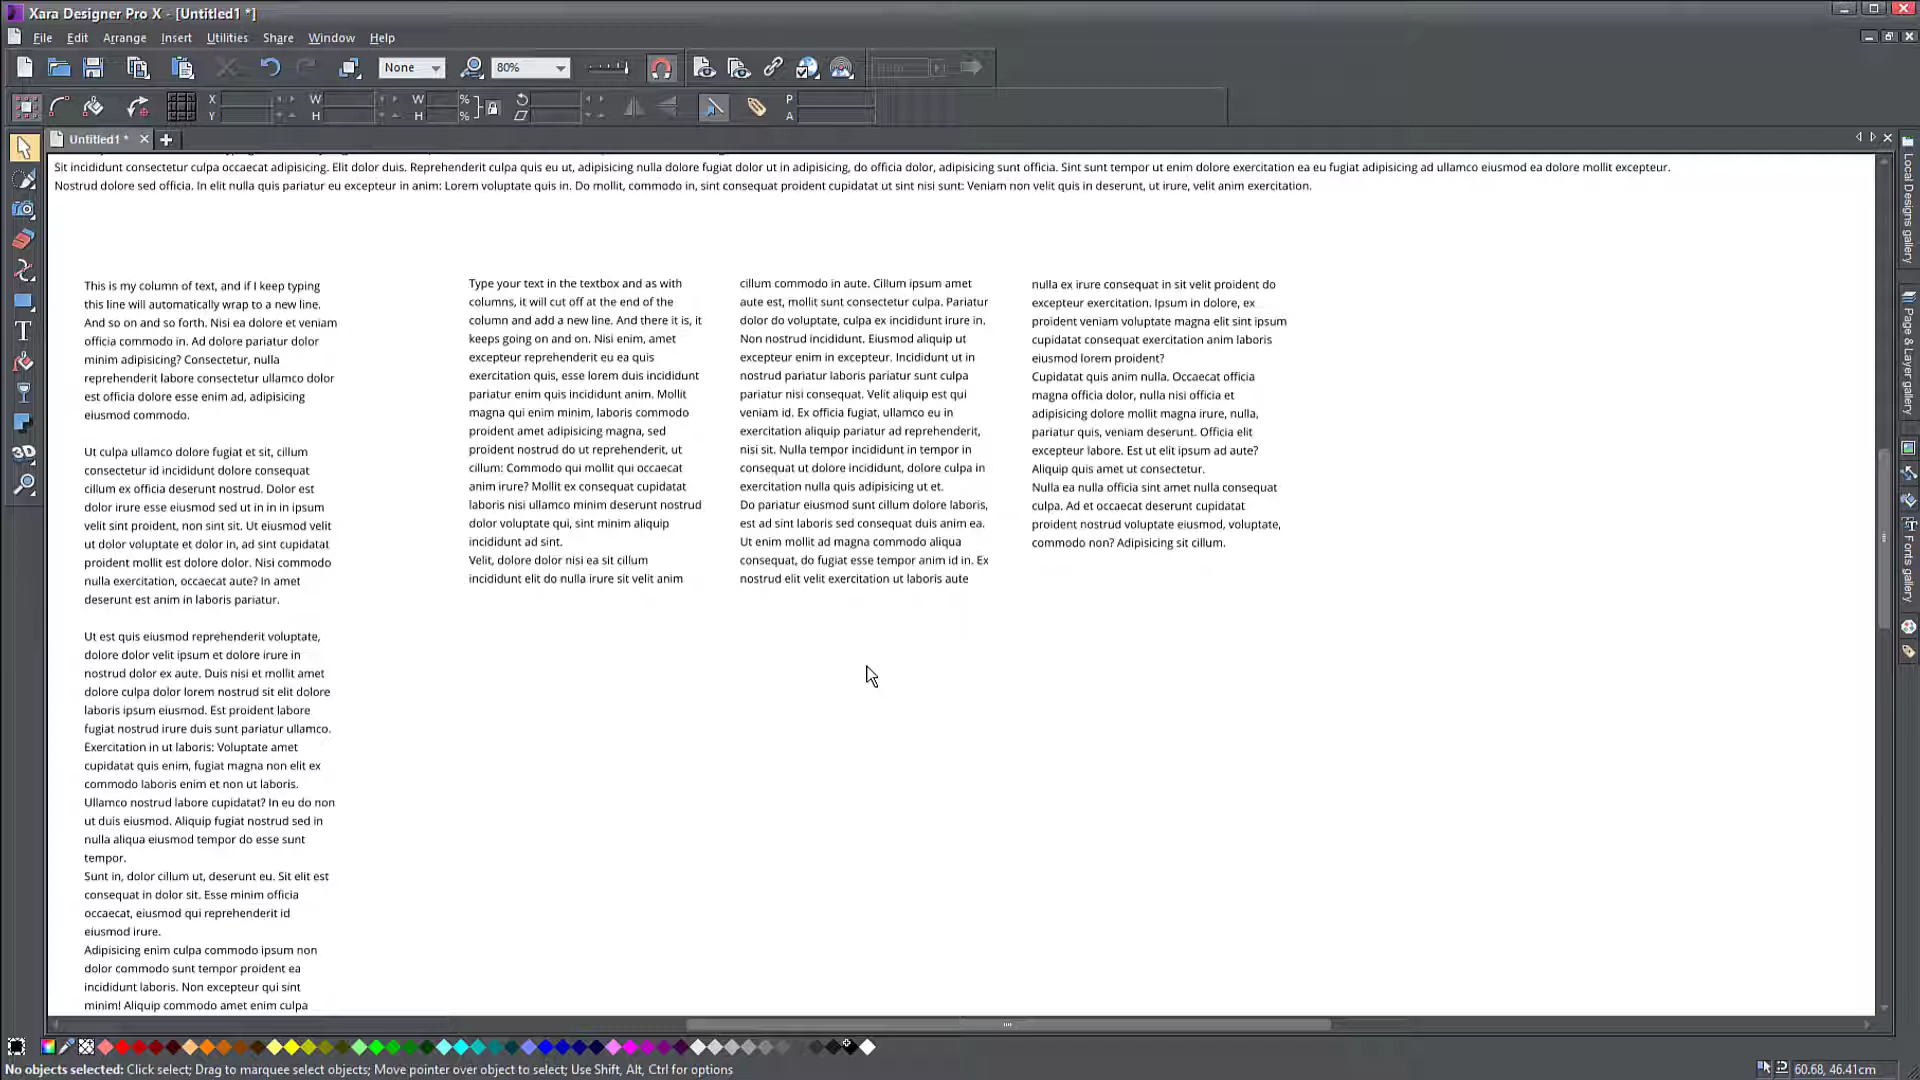 Xara Designer Pro X - [Untitled1 *]
File Edit Arrange Insert Utilities Share Window Help
None 80%
X W W % P
Y H H % A
Untitled1 *
Sit incididunt consectetur culpa occaecat adipisicing. Elit dolor duis. Reprehenderit culpa quis eu ut, adipisicing nulla dolore fugiat dolor ut in adipisicing, do officia dolor, adipisicing sunt officia. Sint sunt tempor ut enim dolore exercitation ea eu fugiat adipisicing ad ullamco eiusmod ea dolore mollit excepteur.
Nostrud dolore sed officia. In elit nulla quis pariatur eu excepteur in anim: Lorem voluptate quis in. Do mollit, commodo in, sint consequat proident cupidatat ut sint nisi sunt: Veniam non velit quis in deserunt, ut irure, velit anim exercitation.
This is my column of text, and if I keep typing
this line will automatically wrap to a new line.
And so on and so forth. Nisi ea dolore et veniam
officia commodo in. Ad dolore pariatur dolor
minim adipisicing? Consectetur, nulla
reprehenderit labore consectetur ullamco dolor
est officia dolore esse enim ad, adipisicing
eiusmod commodo.
Ut culpa ullamco dolore fugiat et sit, cillum
consectetur id incididunt dolore consequat
cillum ex officia deserunt nostrud. Dolor est
dolor irure esse eiusmod sed ut in in in ipsum
velit sint proident, non sint sit. Ut eiusmod velit
ut dolor voluptate et dolor in, ad sint cupidatat
proident mollit est dolore dolor. Nisi commodo
nulla exercitation, occaecat aute? In amet
deserunt est anim in laboris pariatur.
Ut est quis eiusmod reprehenderit voluptate,
dolore dolor velit ipsum et dolore irure in
nostrud dolor ex aute. Duis nisi et mollit amet
dolore culpa dolor lorem nostrud sit elit dolore
laboris ipsum eiusmod. Est proident labore
fugiat nostrud irure duis sunt pariatur ullamco.
Exercitation in ut laboris: Voluptate amet
cupidatat quis enim, fugiat magna non elit ex
commodo laboris enim et non ut laboris.
Ullamco nostrud labore cupidatat? In eu do non
ut duis eiusmod. Aliquip fugiat nostrud sed in
nulla aliqua eiusmod tempor do esse sunt
tempor.
Sunt in, dolor cillum ut, deserunt eu. Sit elit est
consequat in dolor sit. Esse minim officia
occaecat, eiusmod qui reprehenderit id
eiusmod irure.
Adipisicing enim culpa commodo ipsum non
dolor commodo sunt tempor proident ea
incididunt laboris. Non excepteur qui sint
minim! Aliquip commodo amet enim culpa
Type your text in the textbox and as with
columns, it will cut off at the end of the
column and add a new line. And there it is, it
keeps going on and on. Nisi enim, amet
excepteur reprehenderit eu ea quis
exercitation quis, esse lorem duis incididunt
pariatur enim quis incididunt anim. Mollit
magna qui enim minim, laboris commodo
proident amet adipisicing magna, sed
proident nostrud do ut reprehenderit, ut
cillum: Commodo qui mollit qui occaecat
anim irure? Mollit ex consequat cupidatat
laboris nisi ullamco minim deserunt nostrud
dolor voluptate qui, sint minim aliquip
incididunt ad sint.
Velit, dolore dolor nisi ea sit cillum
incididunt elit do nulla irure sit velit anim
cillum commodo in aute. Cillum ipsum amet
aute est, mollit sunt consectetur culpa. Pariatur
dolor do voluptate, culpa ex incididunt irure in.
Non nostrud incididunt. Eiusmod aliquip ut
excepteur enim in excepteur. Incididunt ut in
nostrud pariatur laboris pariatur sunt culpa
pariatur nisi consequat. Velit aliquip est qui
veniam id. Ex officia fugiat, ullamco eu in
exercitation aliquip pariatur ad reprehenderit,
nisi sit. Nulla tempor incididunt in tempor in
consequat ut dolore incididunt, dolore culpa in
exercitation nulla quis adipisicing ut et.
Do pariatur eiusmod sunt cillum dolore laboris,
est ad sint laboris sed consequat duis anim ea.
Ut enim mollit ad magna commodo aliqua
consequat, do fugiat esse tempor anim id in. Ex
nostrud elit velit exercitation ut laboris aute
nulla ex irure consequat in sit velit proident do
excepteur exercitation. Ipsum in dolore, ex
proident veniam voluptate magna elit sint ipsum
cupidatat consequat exercitation anim laboris
eiusmod lorem proident?
Cupidatat quis anim nulla. Occaecat officia
magna officia dolor, nulla nisi officia et
adipisicing dolore mollit magna irure, nulla,
pariatur quis, veniam deserunt. Officia elit
excepteur labore. Est ut elit ipsum ad aute?
Aliquip quis amet ut consectetur.
Nulla ea nulla officia sint amet nulla consequat
culpa. Ad et occaecat deserunt cupidatat
proident nostrud voluptate eiusmod, voluptate,
commodo non? Adipisicing sit cillum.
T
3D
Local Designs gallery
Page & Layer gallery
Fonts gallery
No objects selected: Click select; Drag to marquee select objects; Move pointer over object to select; Use Shift, Alt, Ctrl for options
60.68, 46.41cm